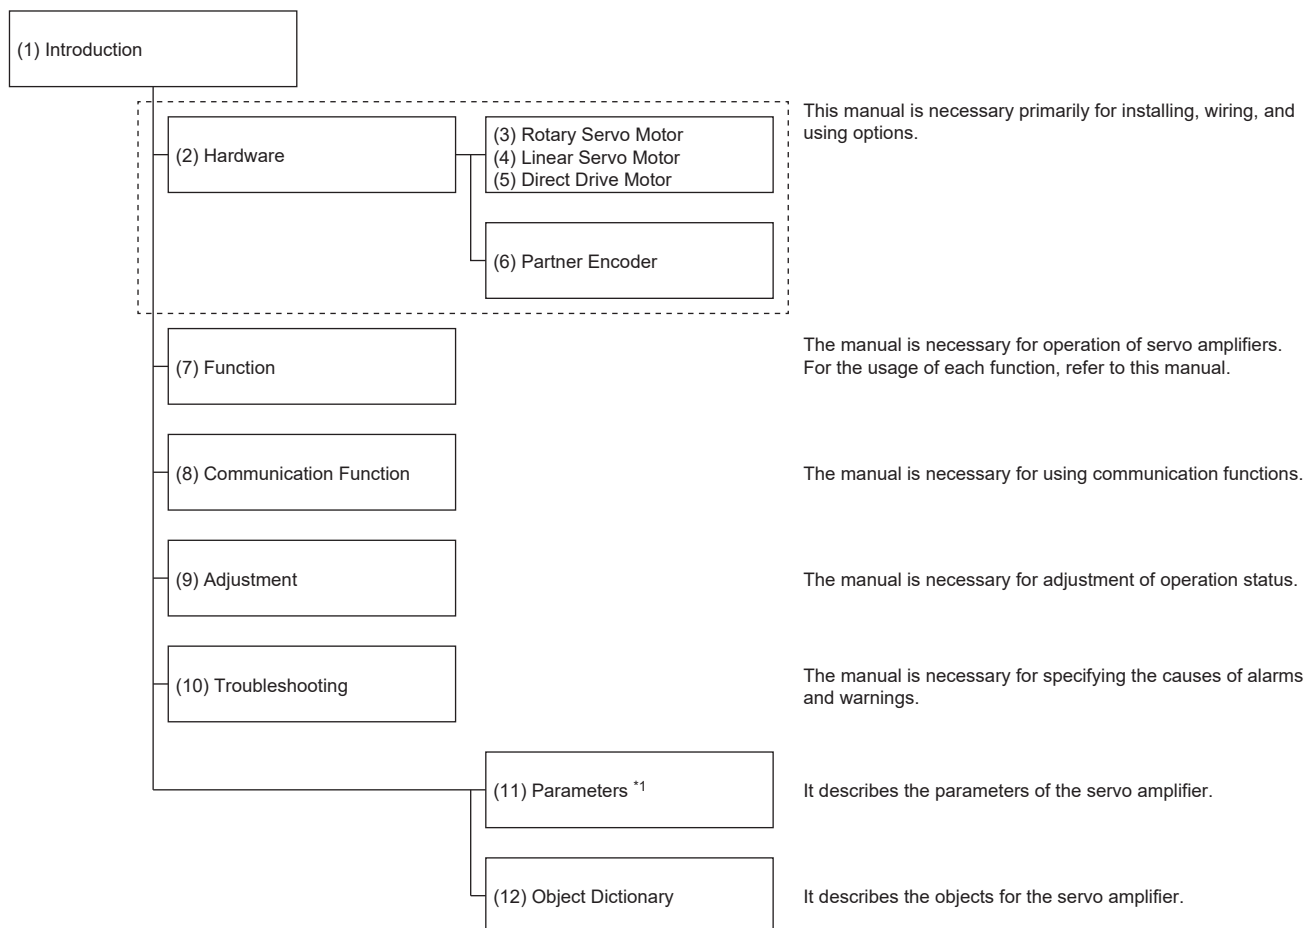 (1) Introduction
This manual is necessary primarily for installing, wiring, and
using options.
(2) Hardware
(3) Rotary Servo Motor
(4) Linear Servo Motor
(5) Direct Drive Motor
(6) Partner Encoder
(7) Function
The manual is necessary for operation of servo amplifiers.
For the usage of each function, refer to this manual.
(8) Communication Function
The manual is necessary for using communication functions.
(9) Adjustment
The manual is necessary for adjustment of operation status.
(10) Troubleshooting
The manual is necessary for specifying the causes of alarms
and warnings.
(11) Parameters *1
It describes the parameters of the servo amplifier.
(12) Object Dictionary
It describes the objects for the servo amplifier.